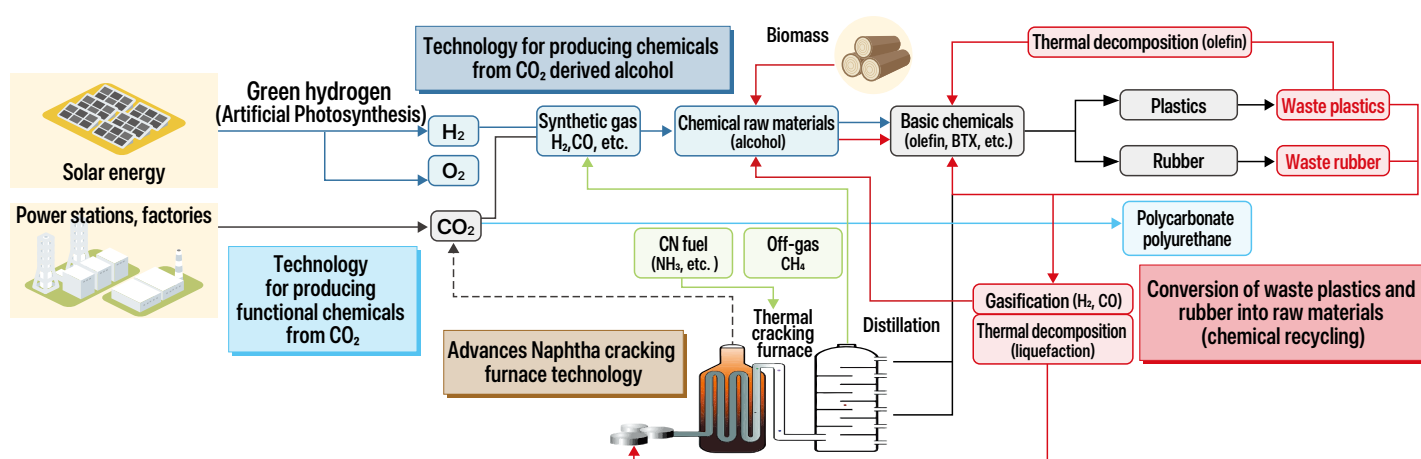 Technology for producing chemicals
from CO₂ derived alcohol
Biomass
Thermal decomposition (olefin)
Green hydrogen
(Artificial Photosynthesis)
Solar energy
H₂
O₂
Synthetic gas
H₂,CO, etc.
Chemical raw materials
(alcohol)
Basic chemicals
(olefin, BTX, etc.)
Plastics
Waste plastics
Rubber
Waste rubber
Power stations, factories
CO₂
Polycarbonate
polyurethane
Technology
for producing
functional chemicals
from CO₂
CN fuel
(NH₃, etc. )
Off-gas
CH₄
Gasification (H₂, CO)
Thermal decomposition
(liquefaction)
Conversion of waste plastics and
rubber into raw materials
(chemical recycling)
Thermal
cracking
furnace
Distillation
Advances Naphtha cracking
furnace technology